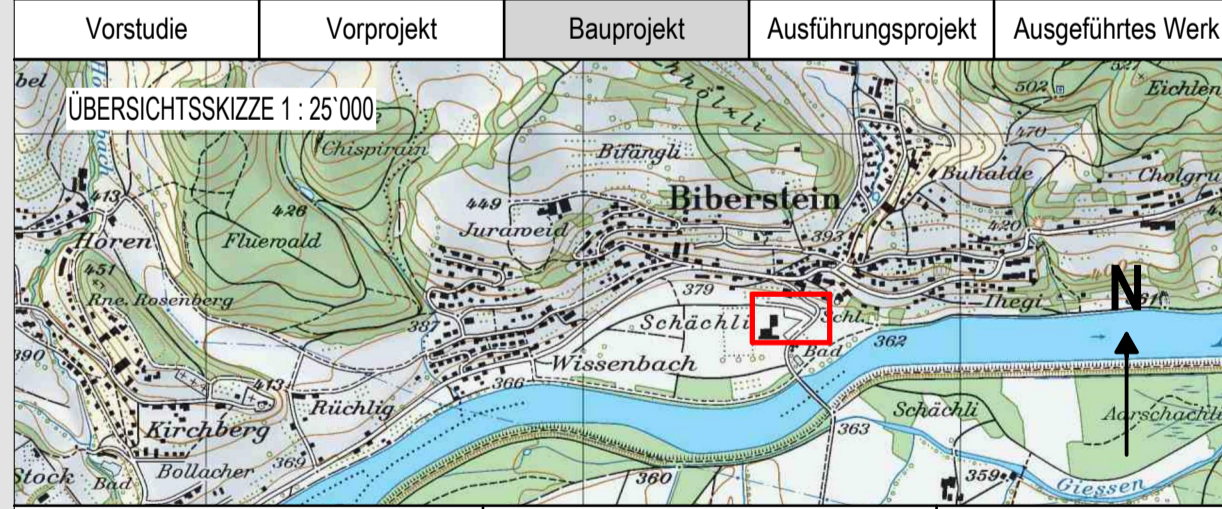 Vorstudie Vorprojekt Bauprojekt Ausführungsprojekt Ausgeführtes Werk
ÜBERSICHTSSKIZZE 1 : 25`000
502
Eichlen
470
Chispirain
Bifängli
Buhalde
Cholgru
413
449
Biberstein
426
Juraweid
393
420
Horen
Fluewald
451
Rne. Rosenberg
379
Ihegi
N
387
Schächli
Schl.
390
Bad
362
Wissenbach
366
413
Rüchlig
Schächli
Aarschächli
Kirchberg
363
369
Stock
Bad
Bollacher
360
359
Giessen